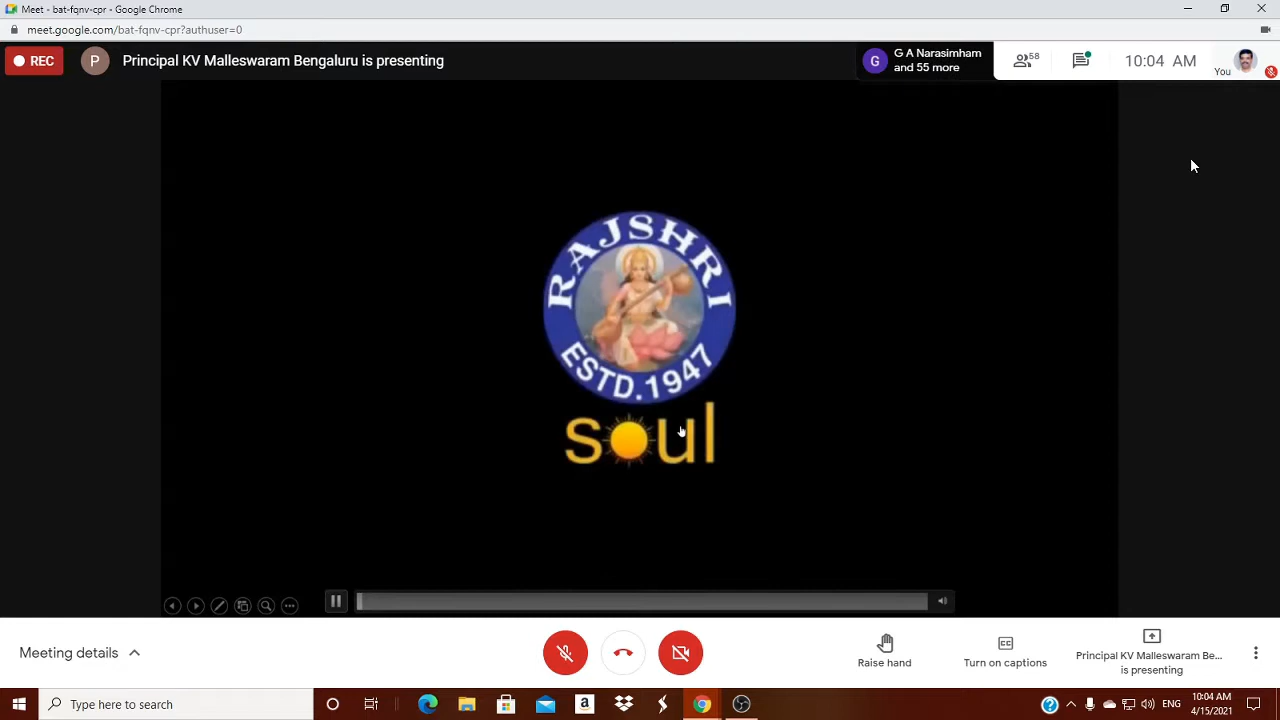 Meet - bat-fqnv-cpr - Google Chrome
meet.google.com/bat-fqnv-cpr?authuser=0
REC
P
Principal KV Malleswaram Bengaluru is presenting
G
G A Narasimham
and 55 more
58
10:04 AM
You
RAJSHRI
ESTD.1947
soul
Meeting details
Raise hand
CC
Turn on captions
Principal KV Malleswaram Be...
is presenting
Type here to search
a
ENG
10:04 AM
4/15/2021